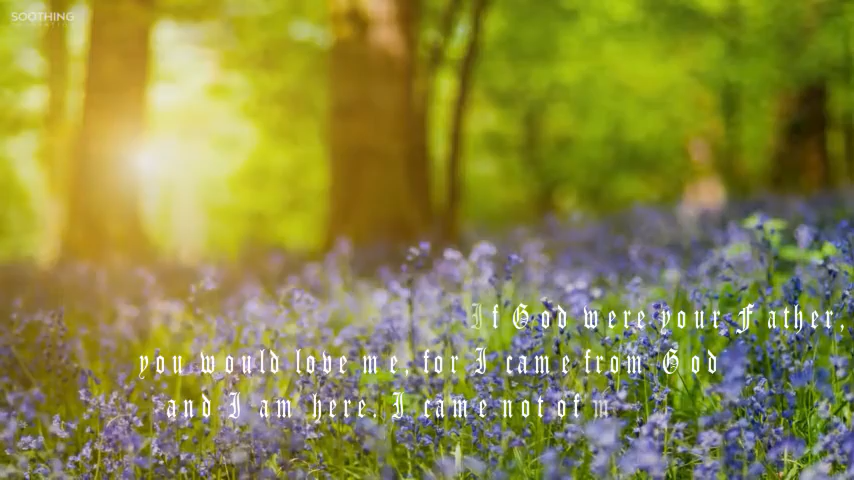 SOOTHING
If God were your Father,
you would love me, for I came from God
and I am here. I came not of m